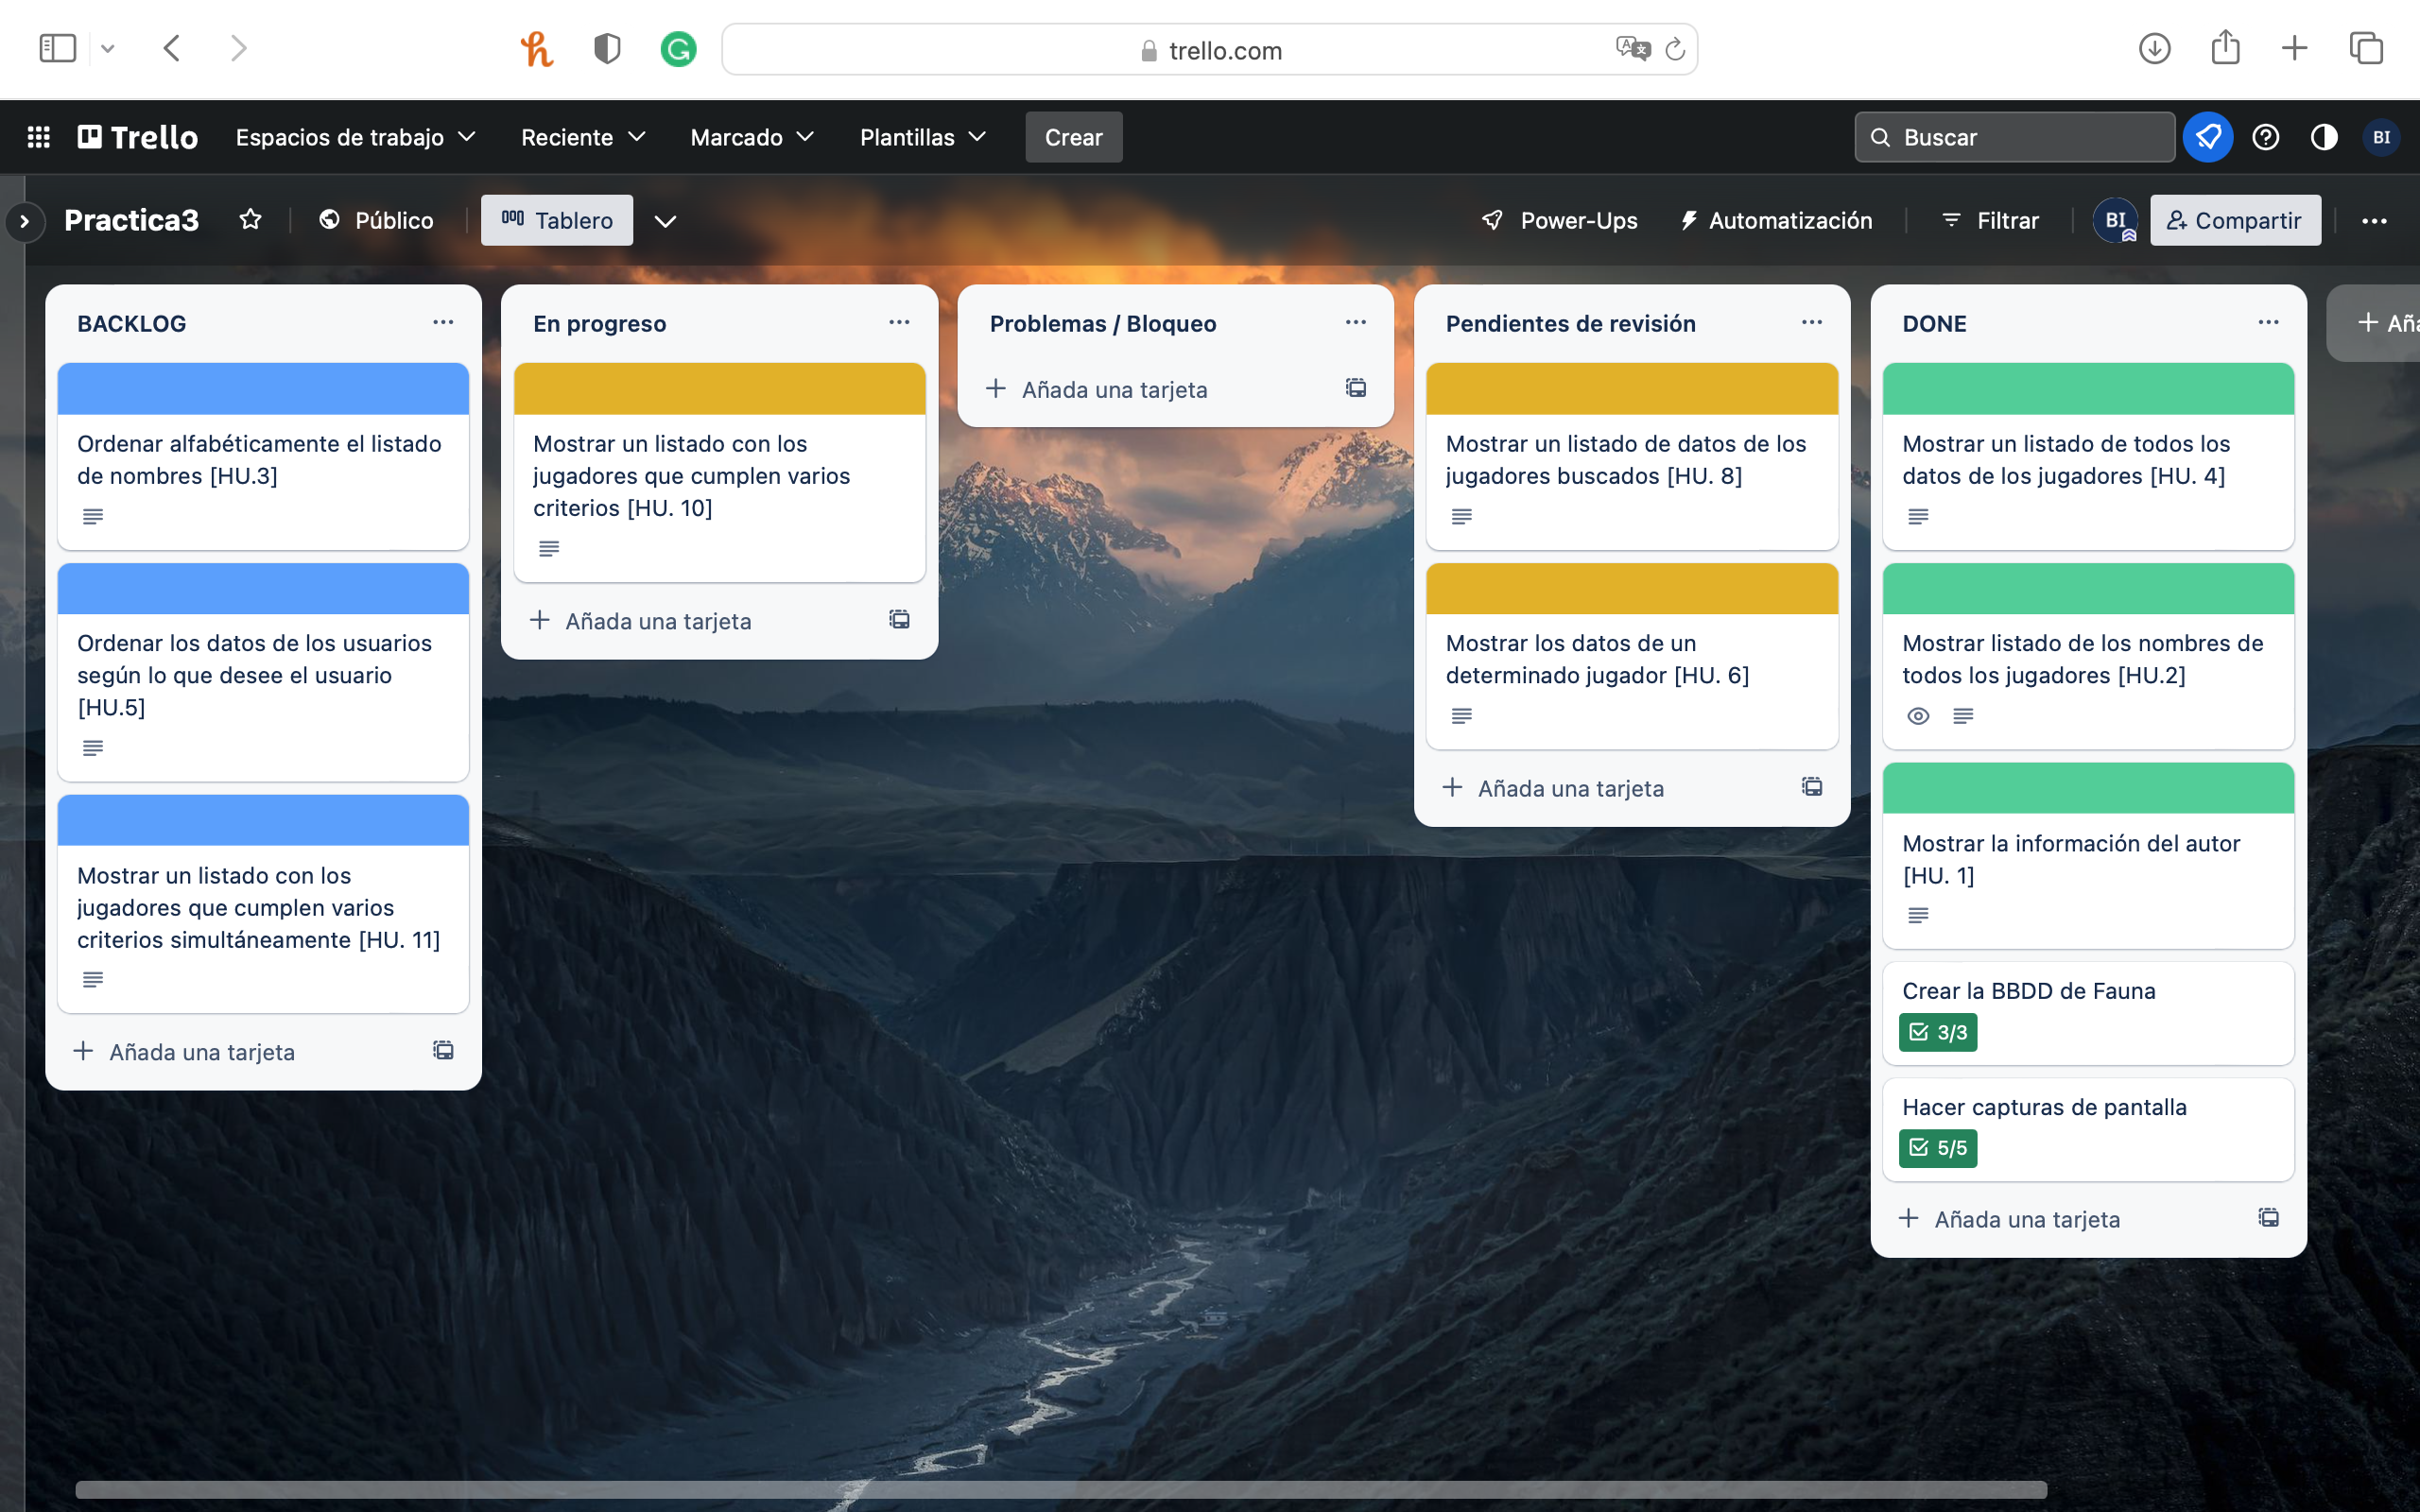 trello.com
Trello Espacios de trabajo Reciente Marcado Plantillas Crear Buscar BI
Practica3 Público Tablero Power-Ups Automatización Filtrar BI Compartir
BACKLOG
Ordenar alfabéticamente el listado
de nombres [HU.3]
Ordenar los datos de los usuarios
según lo que desee el usuario
[HU.5]
Mostrar un listado con los
jugadores que cumplen varios
criterios simultáneamente [HU. 11]
Añada una tarjeta
En progreso
Mostrar un listado con los
jugadores que cumplen varios
criterios [HU. 10]
Añada una tarjeta
Problemas / Bloqueo
Añada una tarjeta
Pendientes de revisión
Mostrar un listado de datos de los
jugadores buscados [HU. 8]
Mostrar los datos de un
determinado jugador [HU. 6]
Añada una tarjeta
DONE
Mostrar un listado de todos los
datos de los jugadores [HU. 4]
Mostrar listado de los nombres de
todos los jugadores [HU.2]
Mostrar la información del autor
[HU. 1]
Crear la BBDD de Fauna
3/3
Hacer capturas de pantalla
5/5
Añada una tarjeta